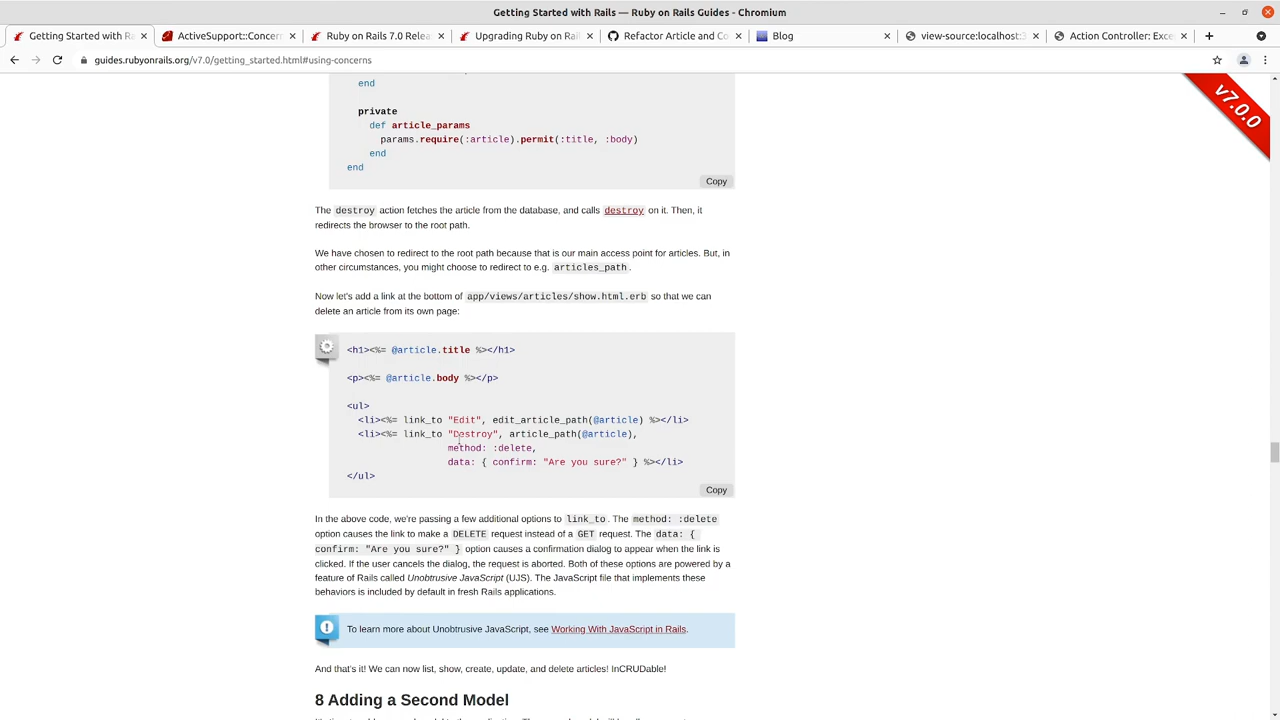 Getting Started with Rails — Ruby on Rails Guides - Chromium
Getting Started with Ra
ActiveSupport::Concern
Ruby on Rails 7.0 Relea
Upgrading Ruby on Rail
Refactor Article and Co
Blog
view-source:localhost:3
Action Controller: Exce
guides.rubyonrails.org/v7.0/getting_started.html#using-concerns
v7.0.0
end
private
def article_params
params.require(:article).permit(:title, :body)
end
end
Copy
The destroy action fetches the article from the database, and calls destroy on it. Then, it
redirects the browser to the root path.
We have chosen to redirect to the root path because that is our main access point for articles. But, in
other circumstances, you might choose to redirect to e.g. articles_path.
Now let's add a link at the bottom of app/views/articles/show.html.erb so that we can
delete an article from its own page:
<h1><%= @article.title %></h1>
<p><%= @article.body %></p>
<ul>
<li><%= link_to "Edit", edit_article_path(@article) %></li>
<li><%= link_to "Destroy", article_path(@article),
method: :delete,
data: { confirm: "Are you sure?" } %></li>
</ul>
Copy
In the above code, we're passing a few additional options to link_to. The method: :delete
option causes the link to make a DELETE request instead of a GET request. The data: {
confirm: "Are you sure?" } option causes a confirmation dialog to appear when the link is
clicked. If the user cancels the dialog, the request is aborted. Both of these options are powered by a
feature of Rails called Unobtrusive JavaScript (UJS). The JavaScript file that implements these
behaviors is included by default in fresh Rails applications.
To learn more about Unobtrusive JavaScript, see Working With JavaScript in Rails.
And that's it! We can now list, show, create, update, and delete articles! InCRUDable!
8 Adding a Second Model